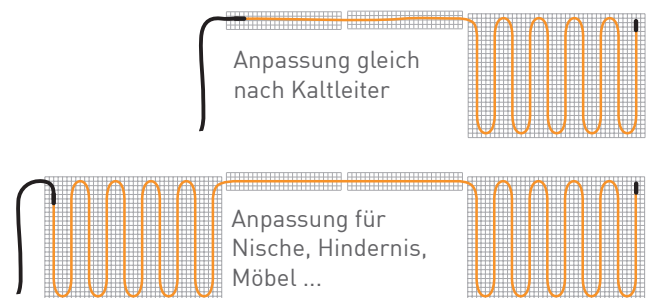 Anpassung gleich
nach Kaltleiter
Anpassung für
Nische, Hindernis,
Möbel ...